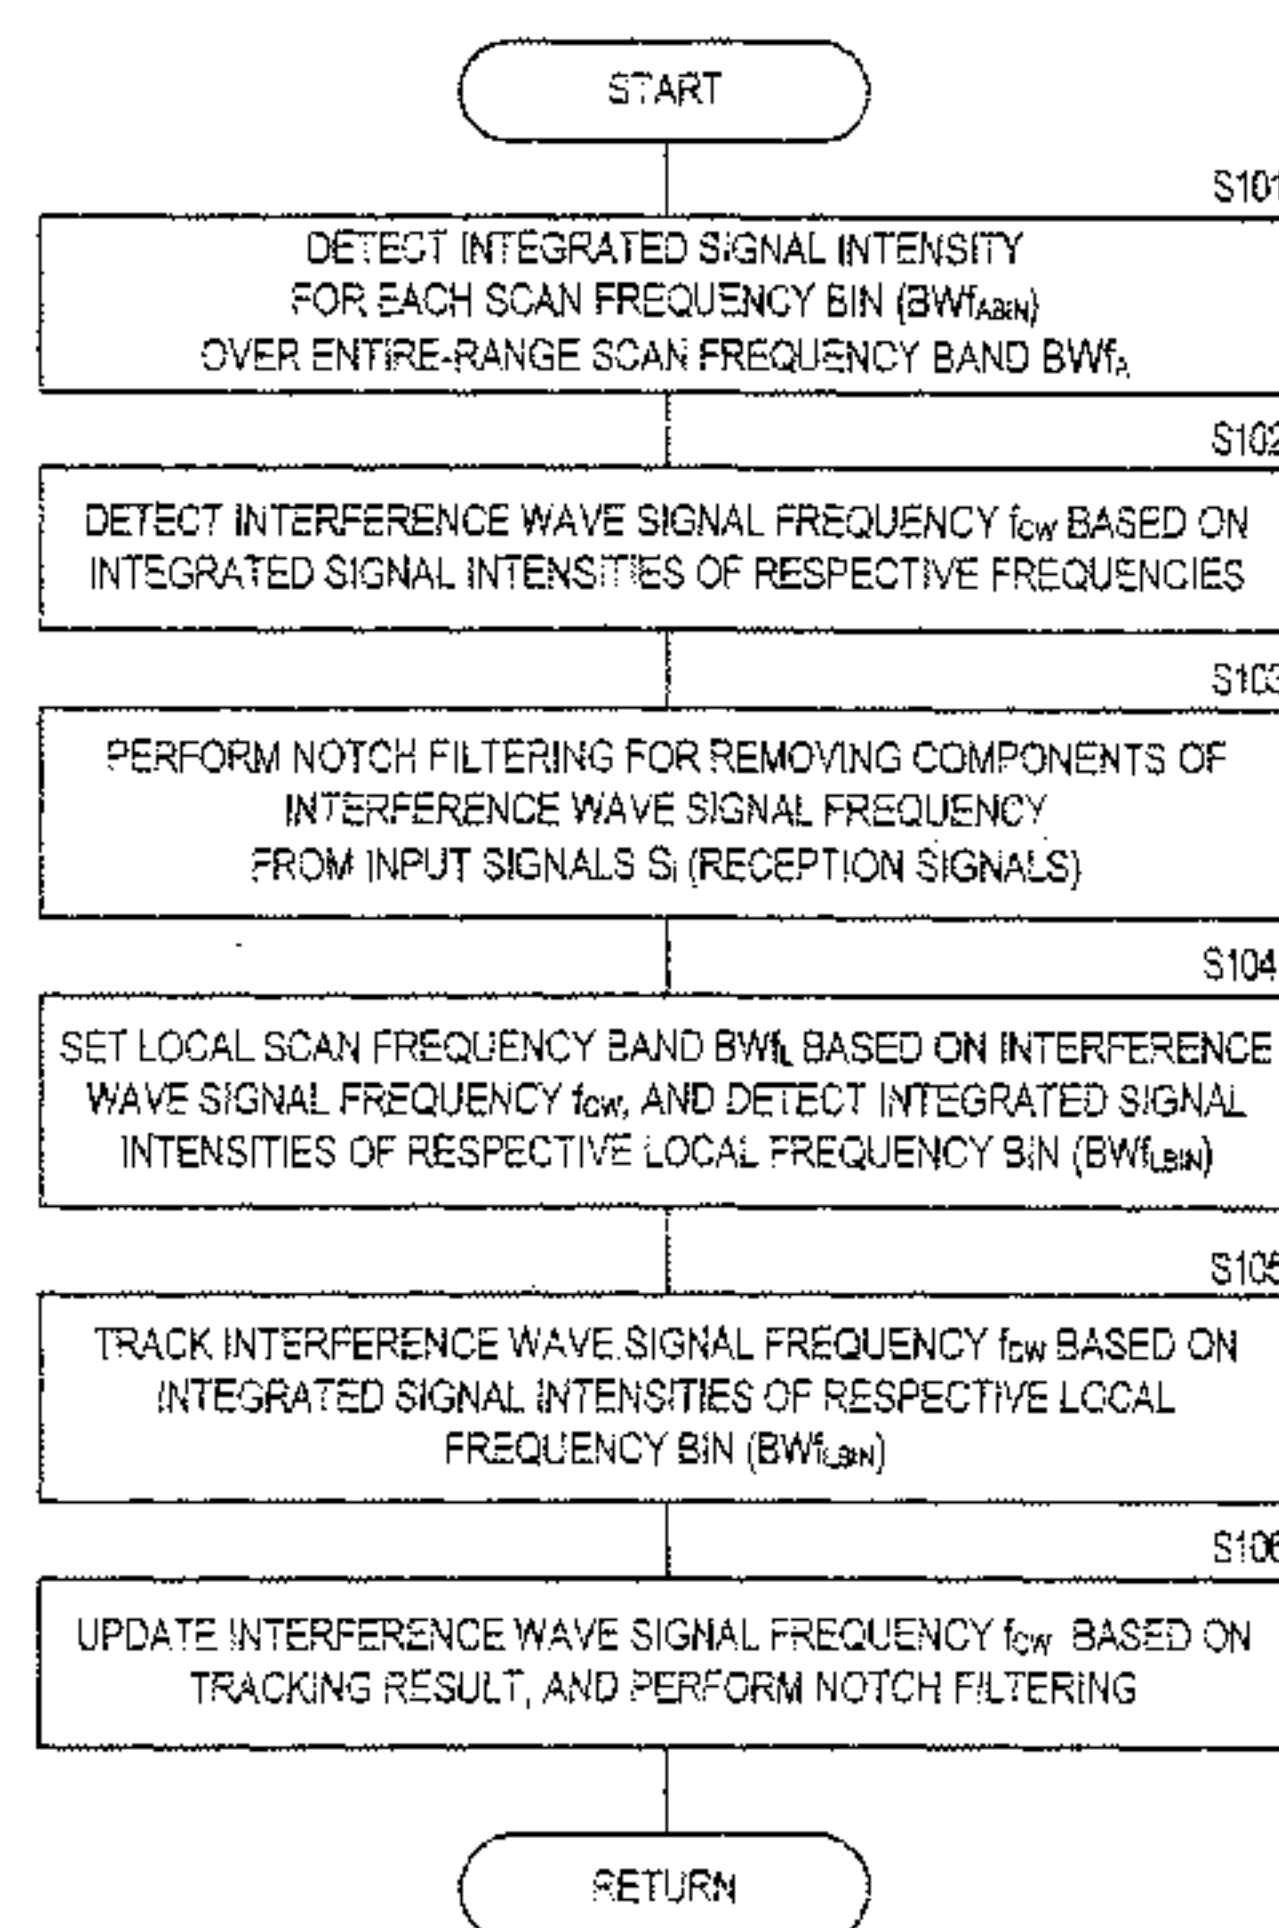 START
S101
DETECT INTEGRATED SIGNAL INTENSITY
FOR EACH SCAN FREQUENCY BIN (BWfABIN)
OVER ENTIRE-RANGE SCAN FREQUENCY BAND BWfA
S102
DETECT INTERFERENCE WAVE SIGNAL FREQUENCY fCW BASED ON
INTEGRATED SIGNAL INTENSITIES OF RESPECTIVE FREQUENCIES
S103
PERFORM NOTCH FILTERING FOR REMOVING COMPONENTS OF
INTERFERENCE WAVE SIGNAL FREQUENCY
FROM INPUT SIGNALS Si (RECEPTION SIGNALS)
S104
SET LOCAL SCAN FREQUENCY BAND BWfL BASED ON INTERFERENCE
WAVE SIGNAL FREQUENCY fCW, AND DETECT INTEGRATED SIGNAL
INTENSITIES OF RESPECTIVE LOCAL FREQUENCY BIN (BWfLBIN)
S105
TRACK INTERFERENCE WAVE SIGNAL FREQUENCY fCW BASED ON
INTEGRATED SIGNAL INTENSITIES OF RESPECTIVE LOCAL
FREQUENCY BIN (BWfLBIN)
S106
UPDATE INTERFERENCE WAVE SIGNAL FREQUENCY fCW BASED ON
TRACKING RESULT, AND PERFORM NOTCH FILTERING
RETURN